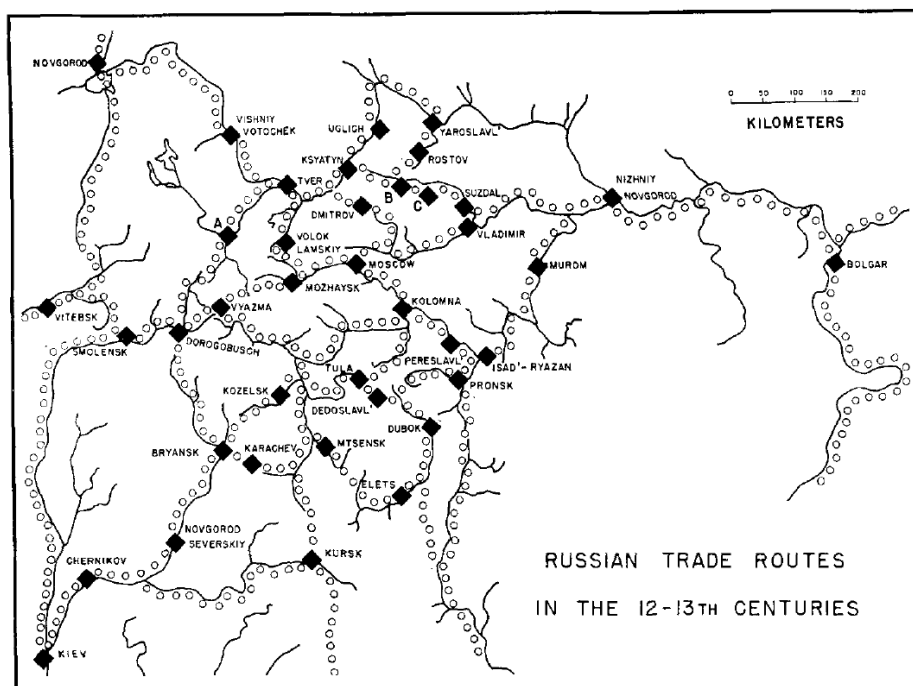 NOVGOROD
VISHNIY
VOTOCHËK
UGLICH
YAROSLAVL'
KSYATYN
ROSTOV
TVER
NIZHNIY
NOVGOROD
DMITROV
B
C
SUZDAL
A
VOLOK
LAMSKIY
VLADIMIR
MOSCOW
MUROM
BOLGAR
MOZHAYSK
KOLOMNA
VITEBSK
VYAZMA
SMOLENSK
DOROGOBUSCH
PERESLAVL'
ISAD'-RYAZAN
TULA
PRONSK
KOZELSK
DEDOSLAVL'
DUBOK
BRYANSK
KARACHEV
MTSENSK
ELETS
NOVGOROD
SEVERSKIY
KURSK
CHERNIKOV
KIEV
0 50 100 150 200
KILOMETERS
RUSSIAN TRADE ROUTES
IN THE 12-13TH CENTURIES